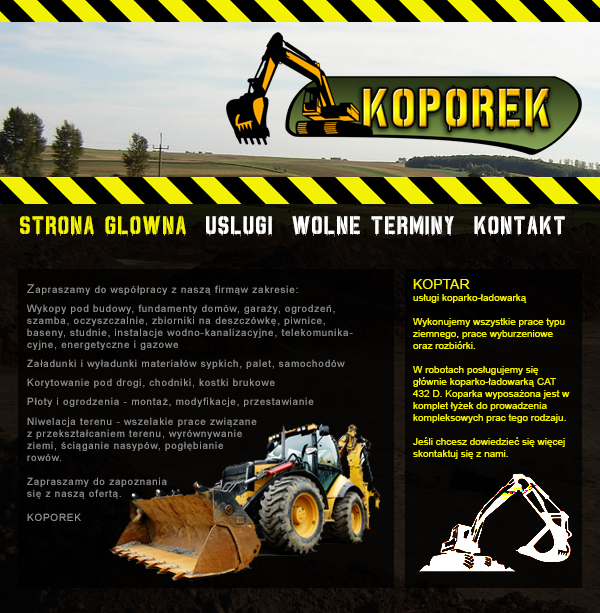 KOPOREK
STRONA GLOWNA USLUGI WOLNE TERMINY KONTAKT
Zapraszamy do współpracy z naszą firmąw zakresie:
Wykopy pod budowy, fundamenty domów, garaży, ogrodzeń,
szamba, oczyszczalnie, zbiorniki na deszczówkę, piwnice,
baseny, studnie, instalacje wodno-kanalizacyjne, telekomunika-
cyjne, energetyczne i gazowe
Załadunki i wyładunki materiałów sypkich, palet, samochodów
Korytowanie pod drogi, chodniki, kostki brukowe
Płoty i ogrodzenia - montaż, modyfikacje, przestawianie
Niwelacja terenu - wszelakie prace związane
z przekształcaniem terenu, wyrównywanie
ziemi, ściąganie nasypów, pogłębianie
rowów.
Zapraszamy do zapoznania
się z naszą ofertą.
KOPOREK
KOPTAR
usługi koparko-ładowarką
Wykonujemy wszystkie prace typu
ziemnego, prace wyburzeniowe
oraz rozbiórki.
W robotach posługujemy się
głównie koparko-ładowarką CAT
432 D. Koparka wyposażona jest w
komplet łyżek do prowadzenia
kompleksowych prac tego rodzaju.
Jeśli chcesz dowiedzieć się więcej
skontaktuj się z nami.